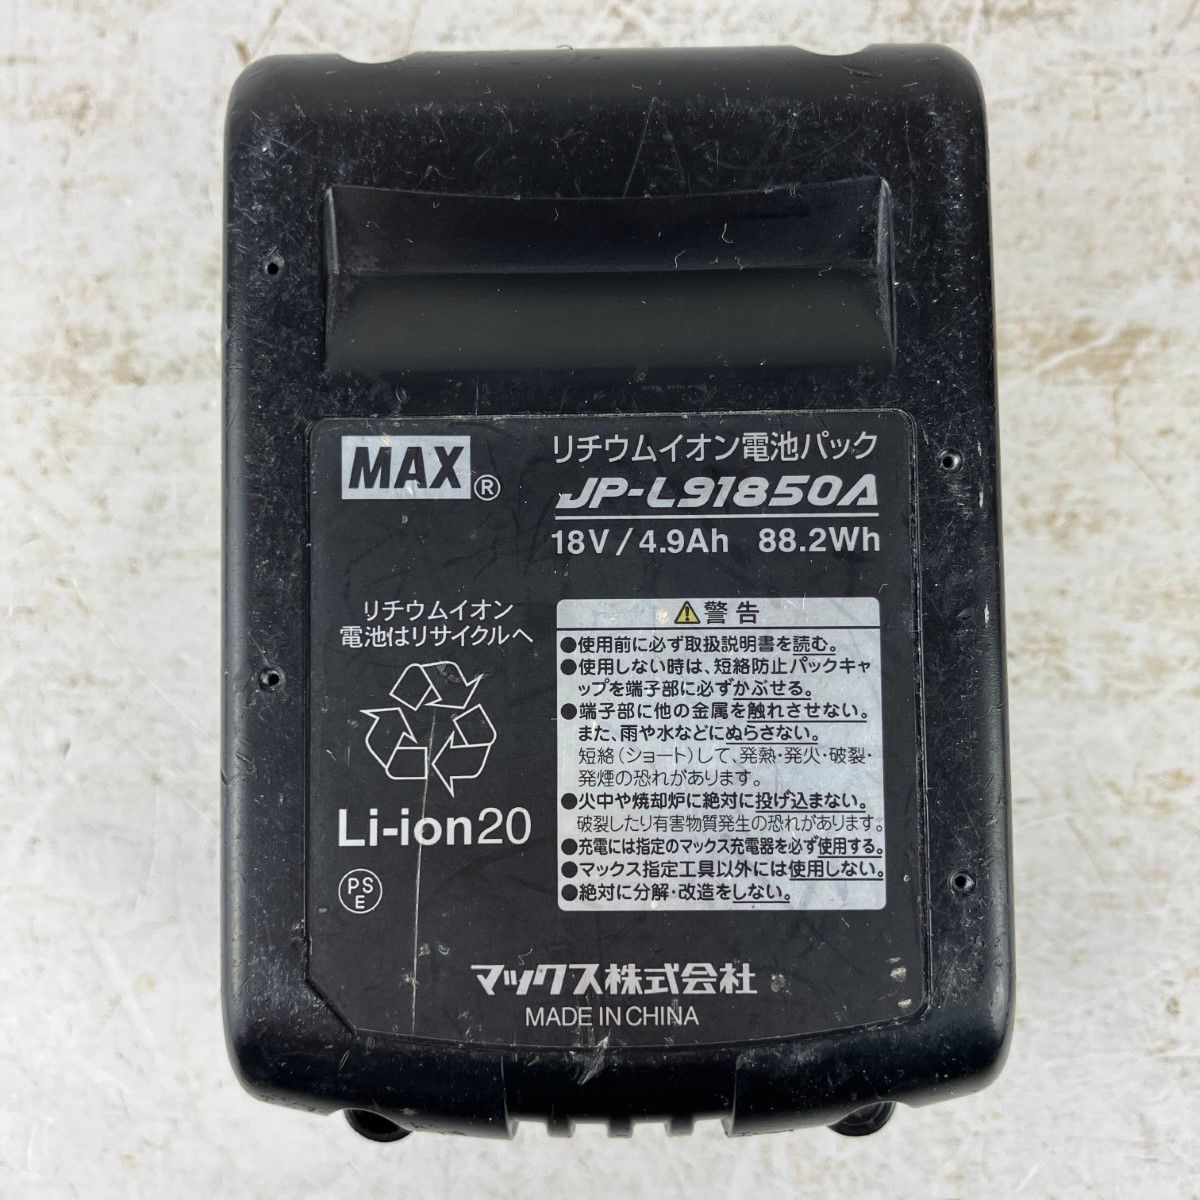 MAX®
リチウムイオン電池パック
JP-L91850A
18V/4.9Ah 88.2Wh
リチウムイオン
電池はリサイクルへ
Li-ion20
PS
E
⚠警告
●使用前に必ず取扱説明書を読む。
●使用しない時は、短絡防止パックキャ
ップを端子部に必ずかぶせる。
●端子部に他の金属を触れさせない。
また、雨や水などにぬらさない。
短絡(ショート)して、発熱・発火・破裂・
発煙の恐れがあります。
●火中や焼却炉に絶対に投げ込まない。
破裂したり有害物質発生の恐れがあります。
●充電には指定のマックス充電器を必ず使用する。
●マックス指定工具以外には使用しない。
●絶対に分解・改造をしない。
マックス株式会社
MADE IN CHINA